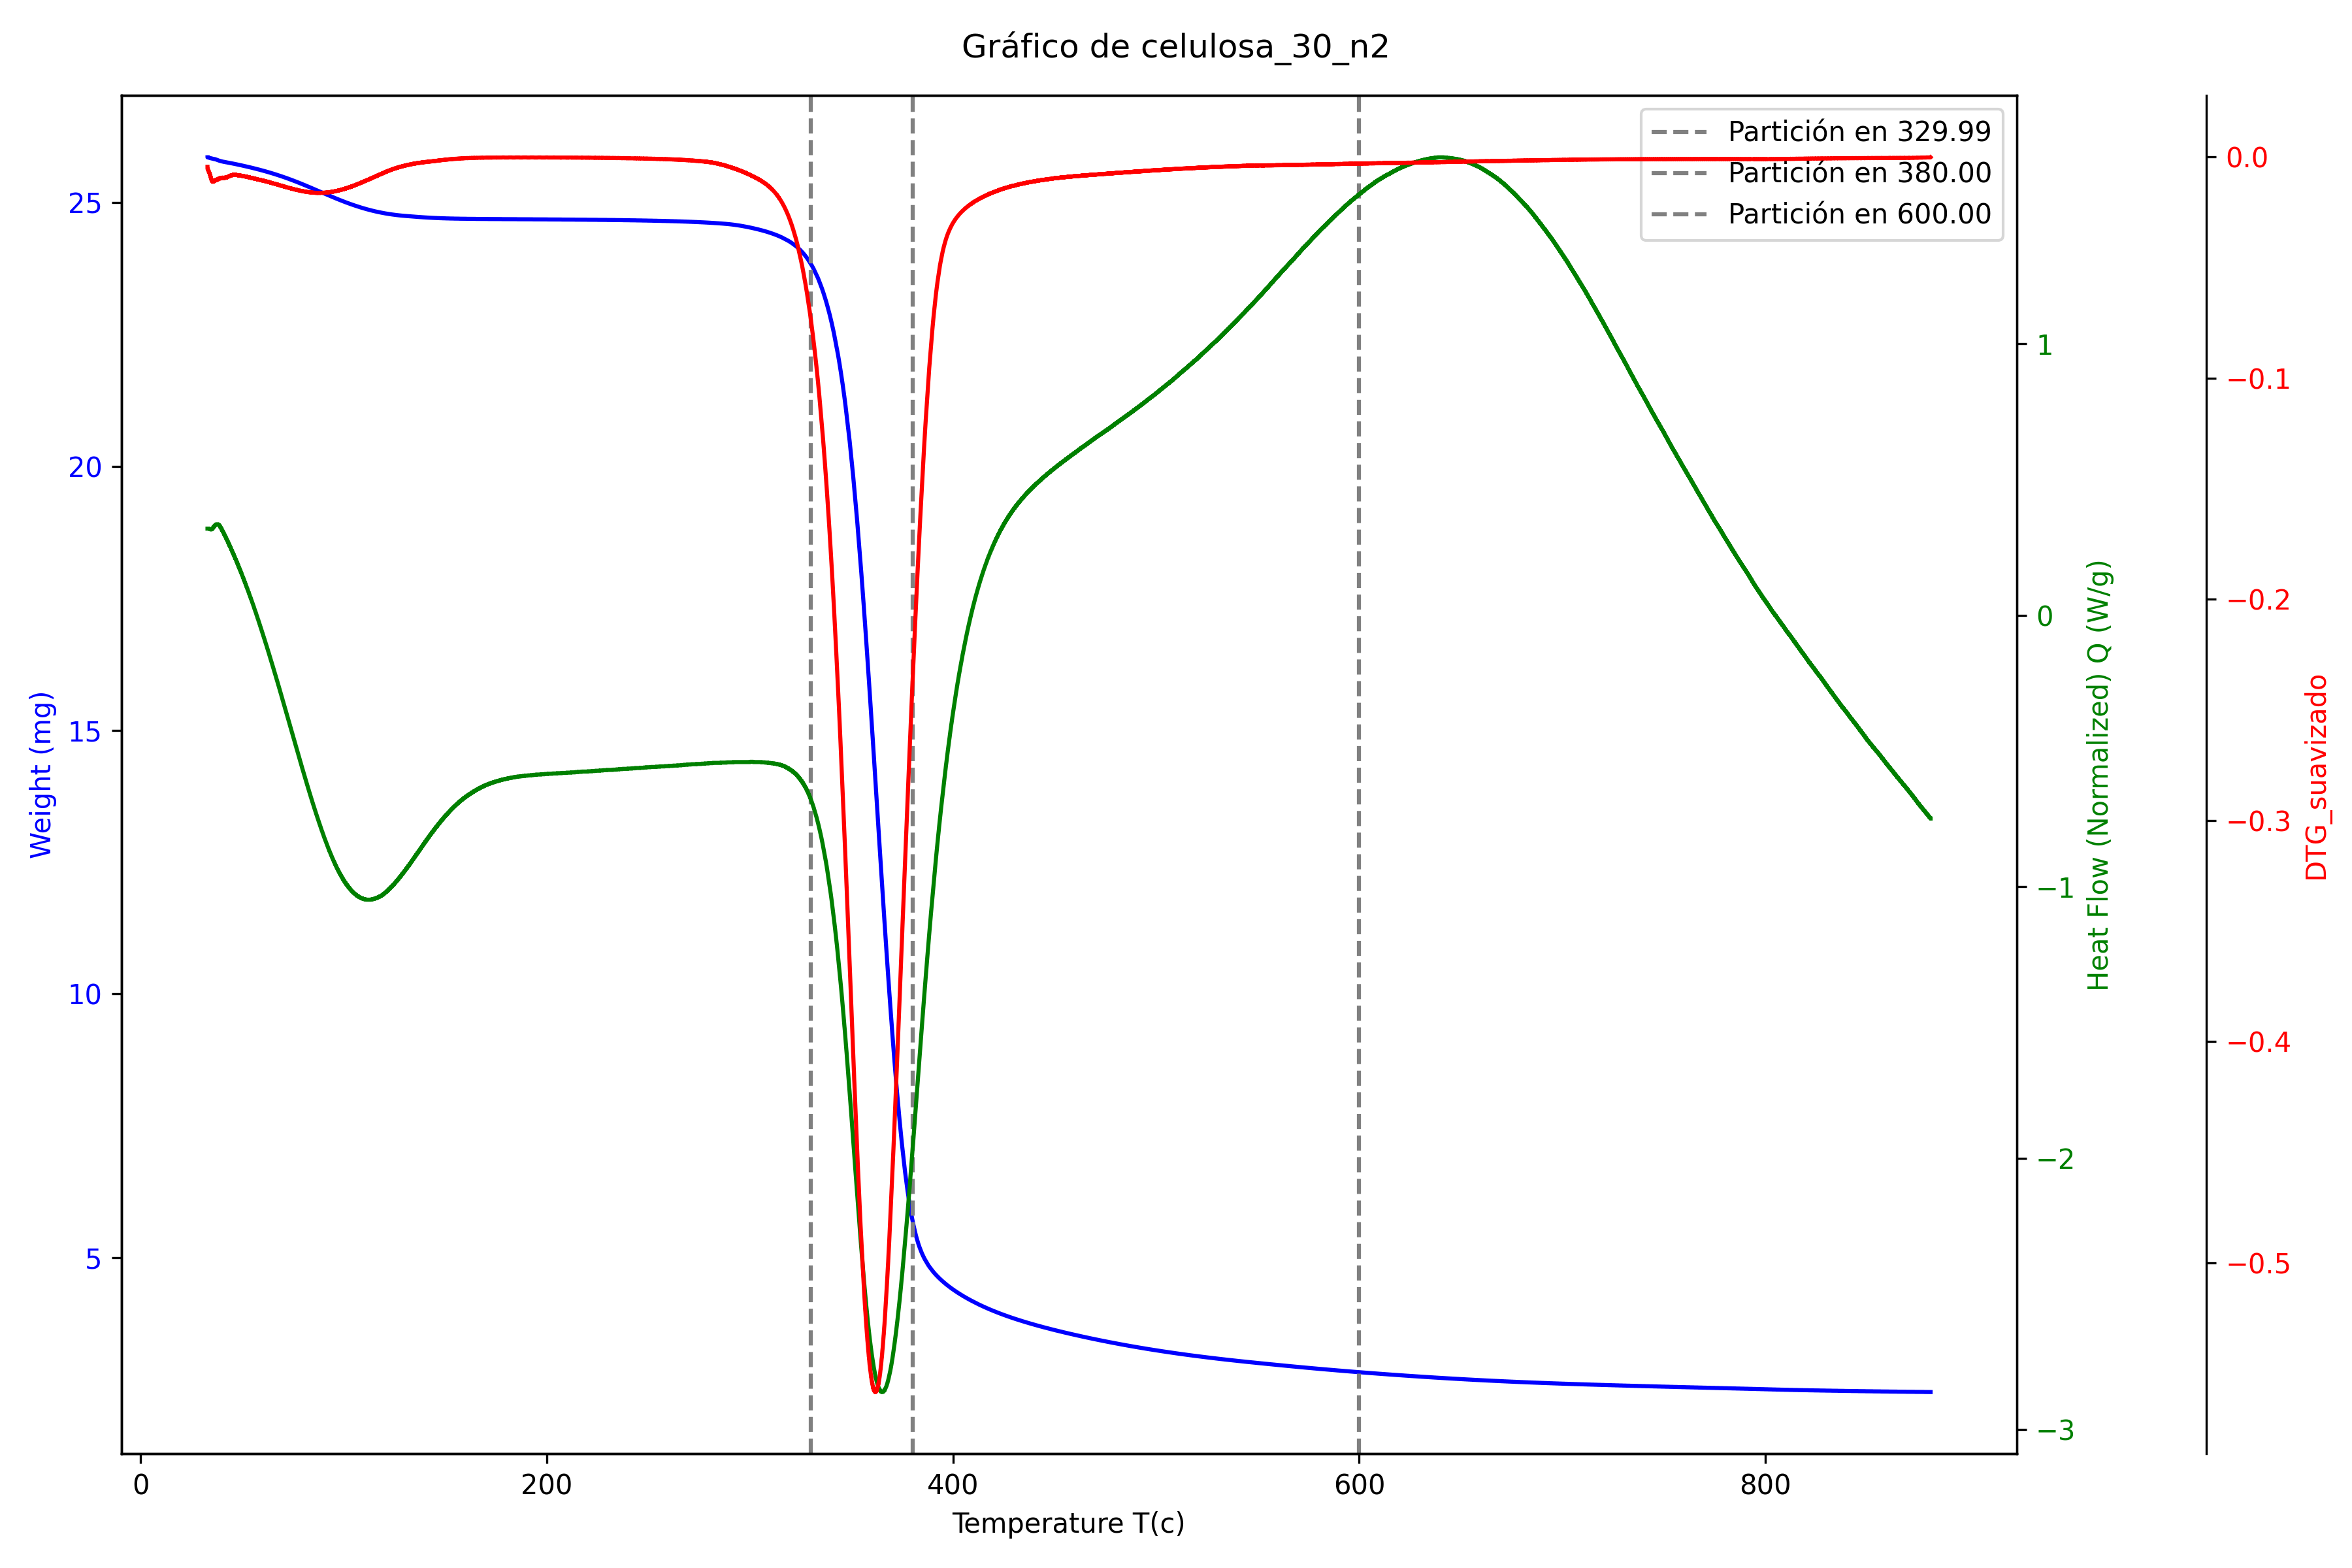 Gráfico de celulosa_30_n2
Partición en 329.99
Partición en 380.00
Partición en 600.00
Weight (mg)
25
20
15
10
5
0
200
400
600
800
Temperature T(c)
1
0
−1
−2
−3
Heat Flow (Normalized) Q (W/g)
0.0
−0.1
−0.2
−0.3
−0.4
−0.5
DTG_suavizado